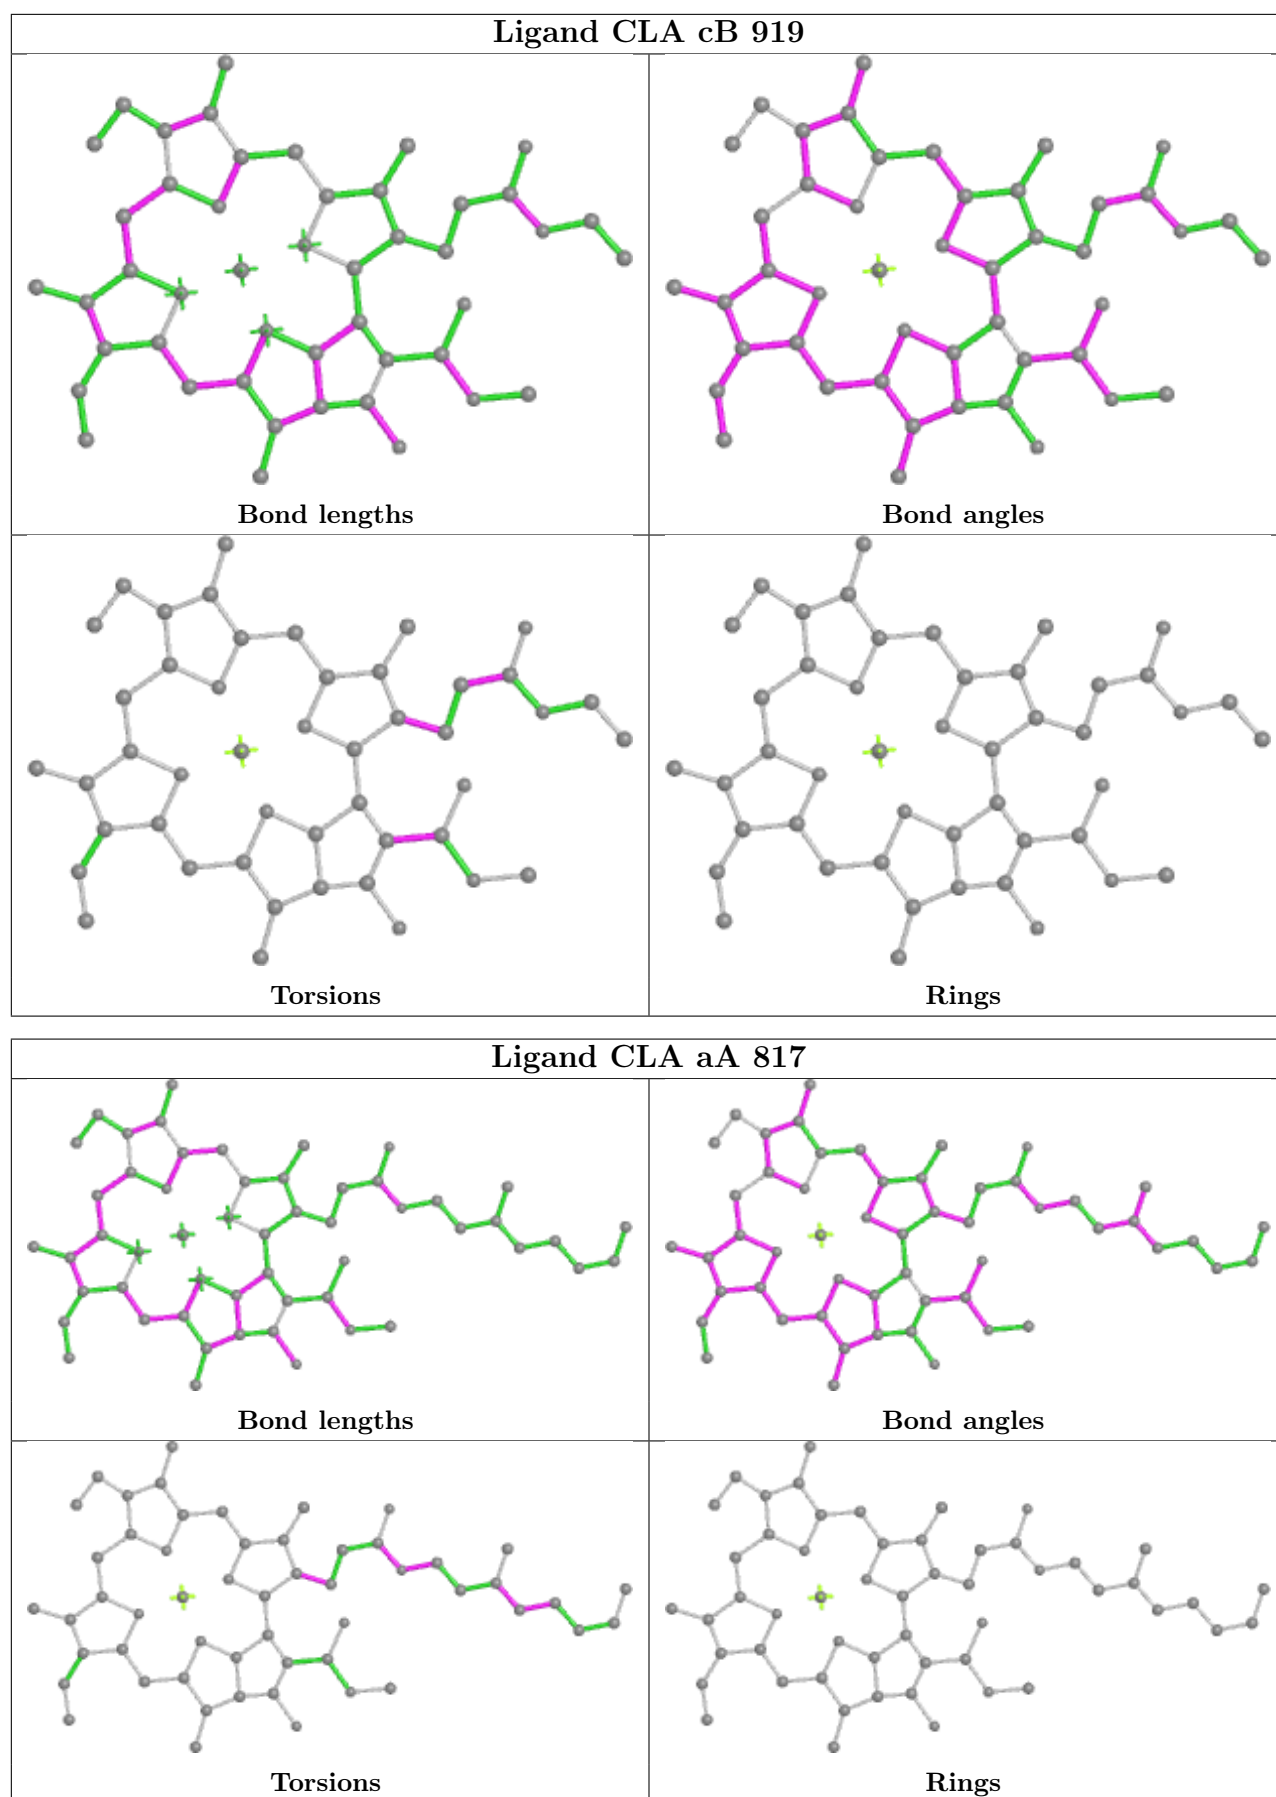 Ligand CLA cB 919
Bond lengths
Bond angles
Torsions
Rings
Ligand CLA aA 817
Bond lengths
Bond angles
Torsions
Rings